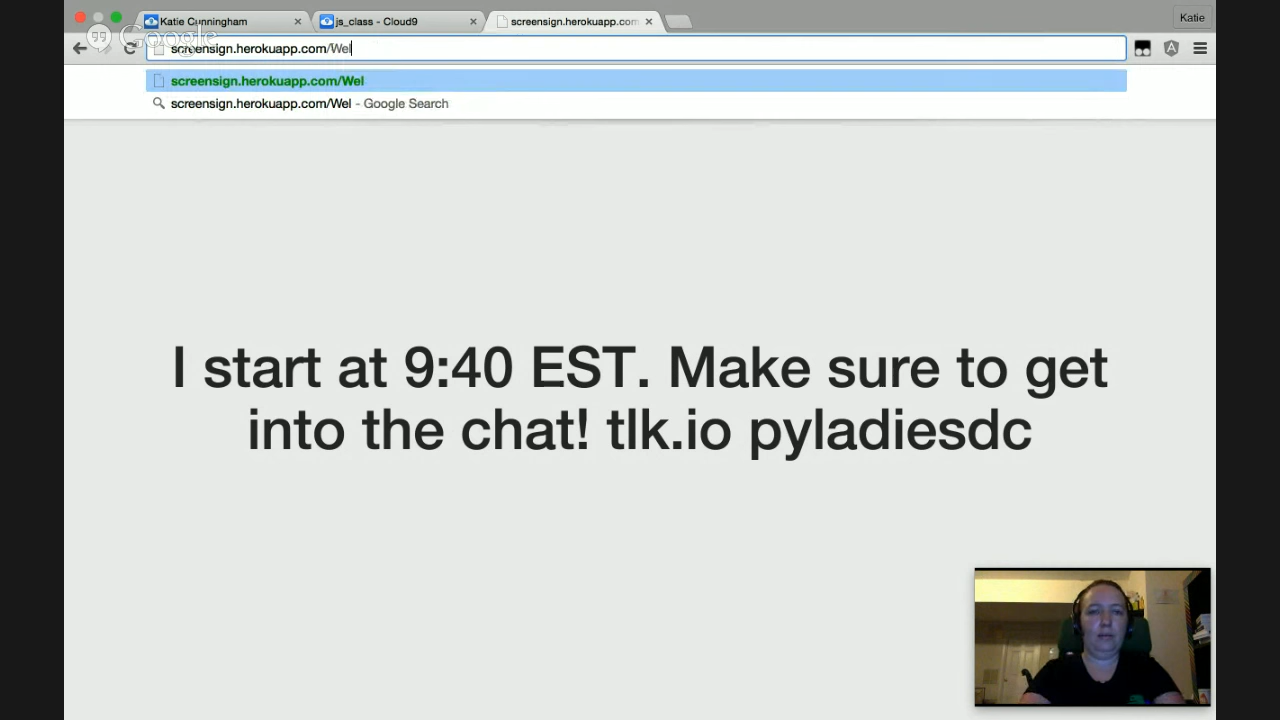 Katie Cunningham
js_class - Cloud9
screensign.herokuapp.com
Katie
Google
screensign.herokuapp.com/Wel
screensign.herokuapp.com/Wel
screensign.herokuapp.com/Wel - Google Search
I start at 9:40 EST. Make sure to get
into the chat! tlk.io pyladiesdc